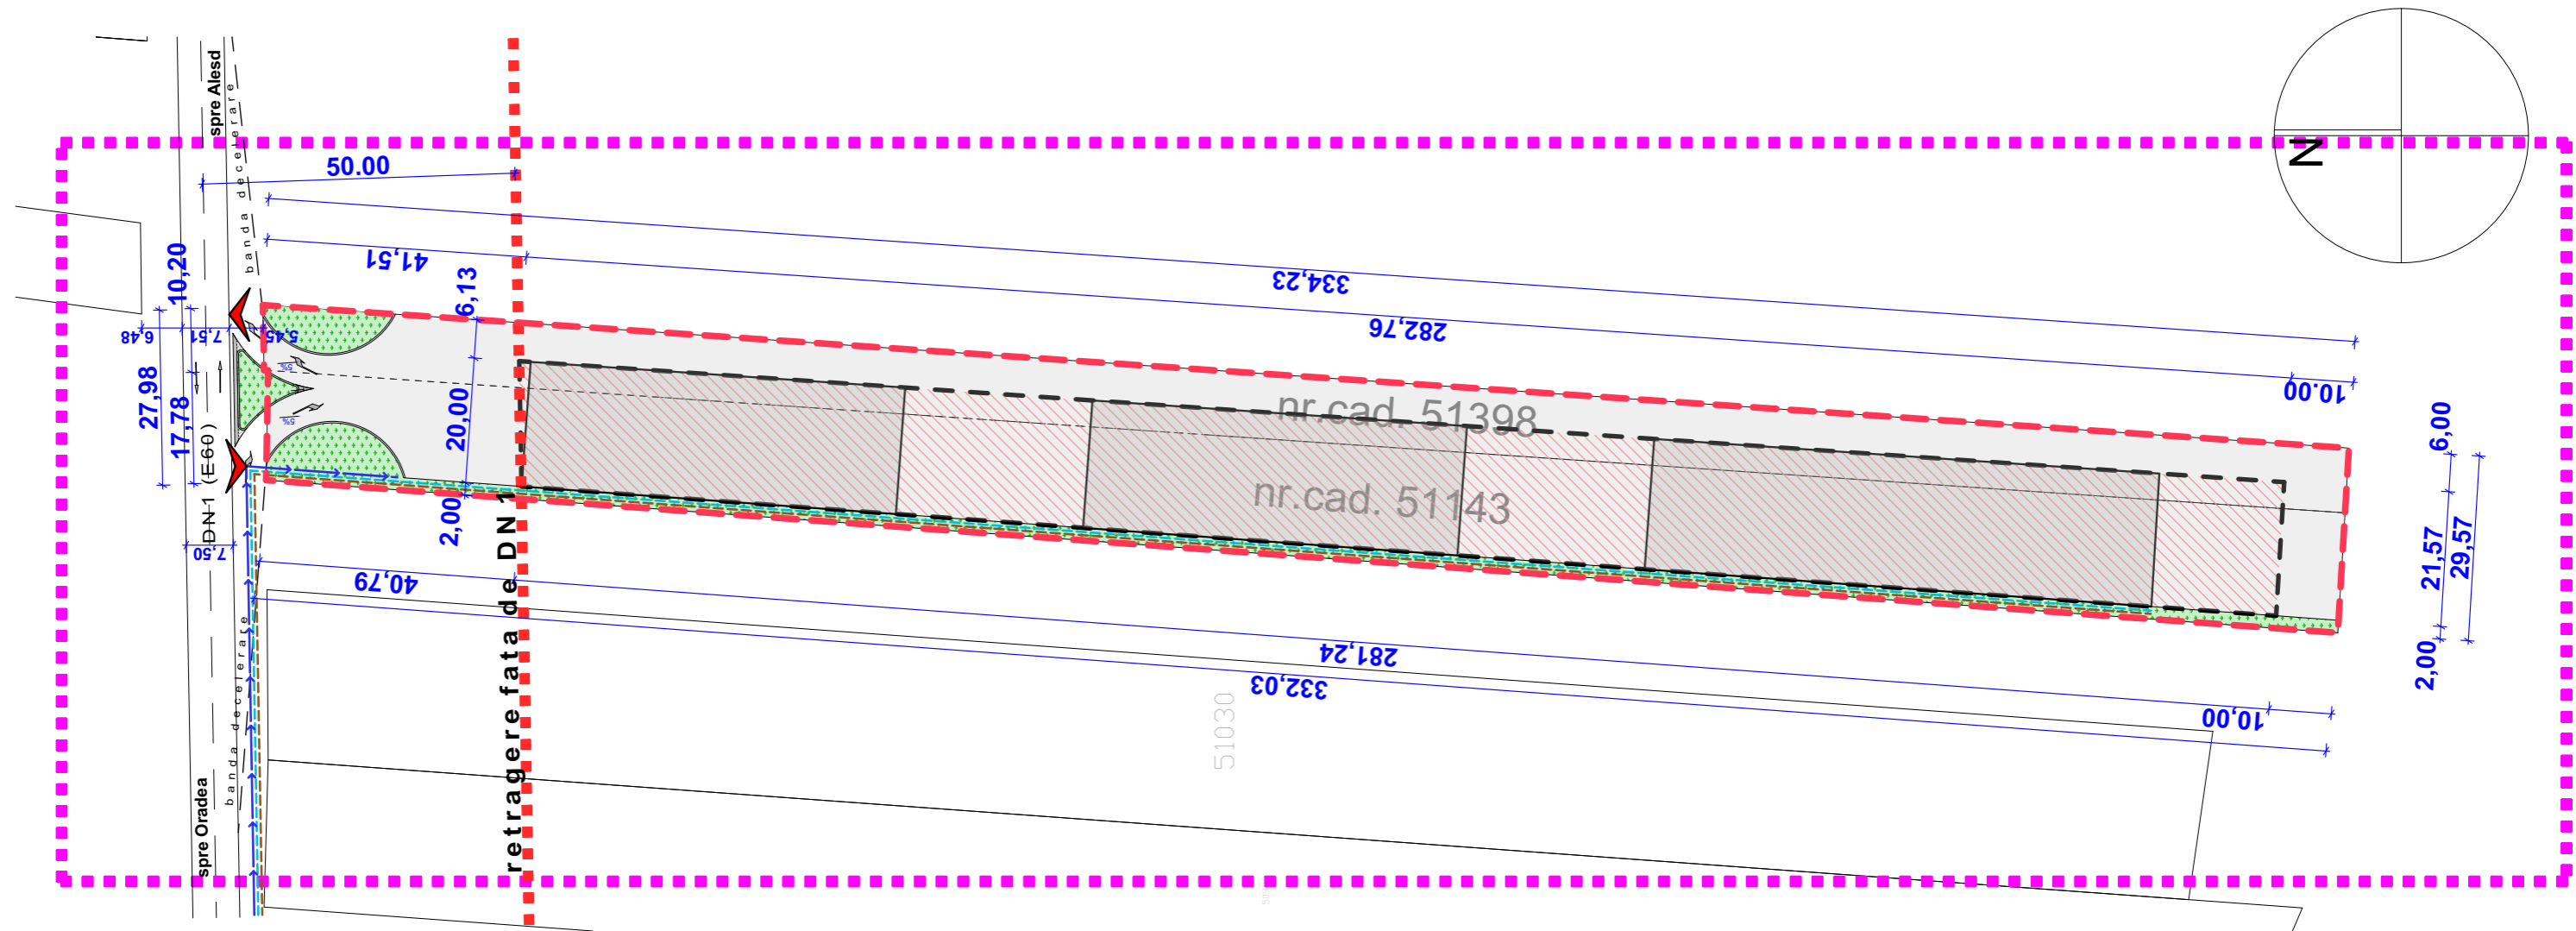 spre Alesd
banda decelerare
50.00
N
10,20
41,51
6,13
334,23
282,76
6,48
7,51
5,45
5%
27,98
17,78
DN 1 (E60)
20,00
5%
nr.cad. 51398
nr.cad. 51143
10.00
6,00
21,57
29,57
2,00
2,00
7,50
40,79
retragere fata de DN 1
281,24
332,03
10,00
51030
banda decelerare
spre Oradea